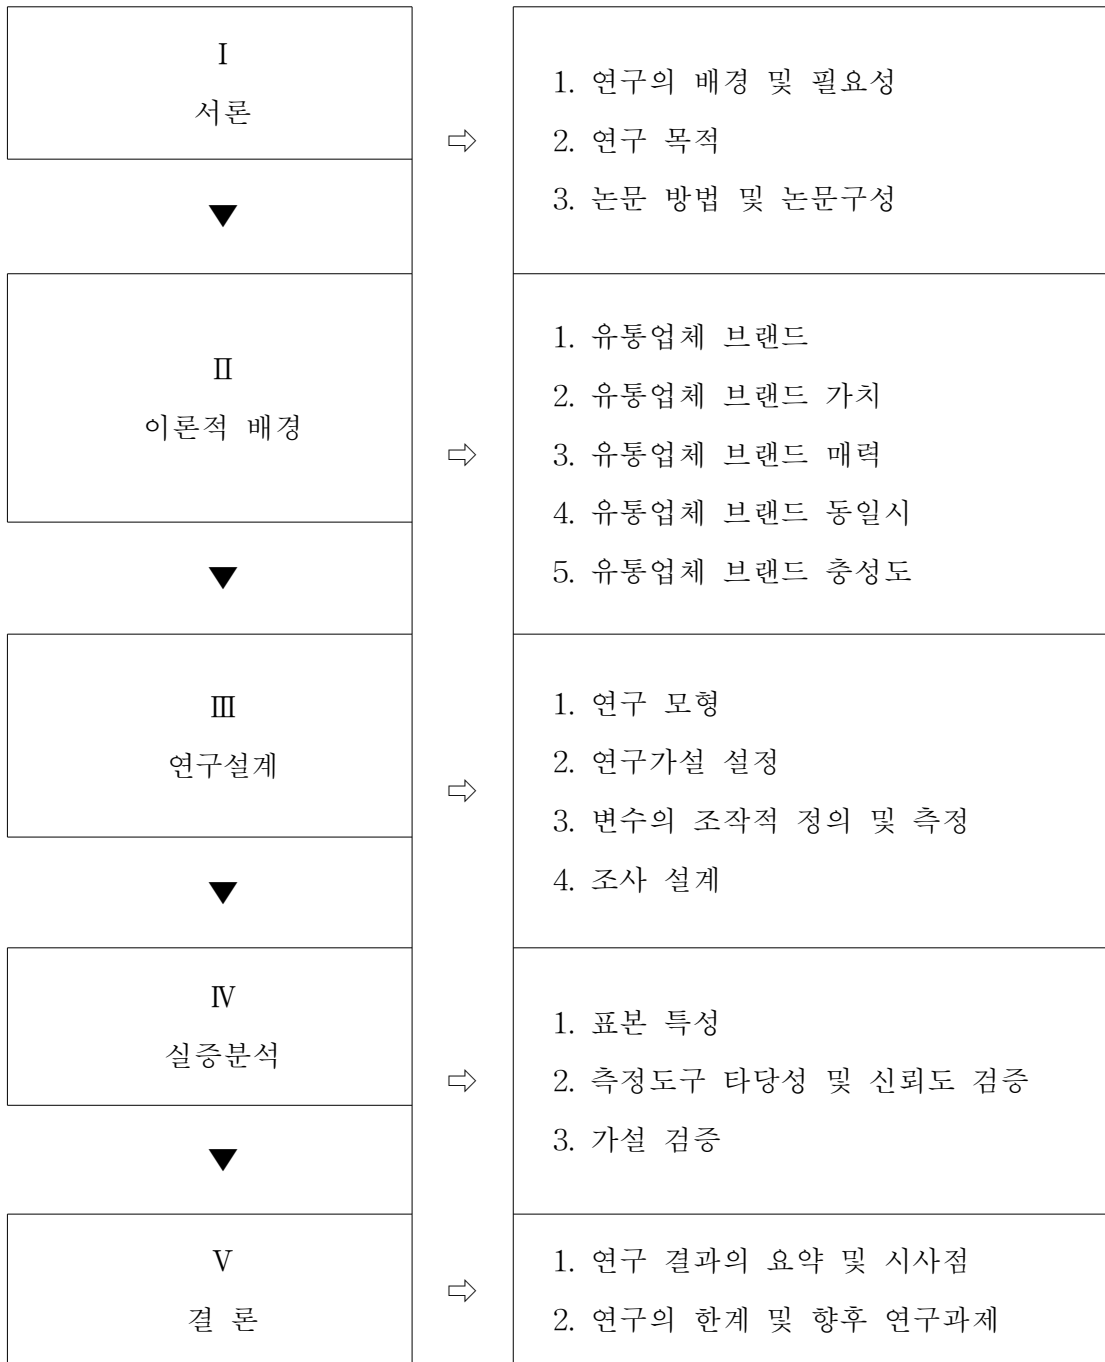 Ⅰ
서론
⇨
1. 연구의 배경 및 필요성
2. 연구 목적
3. 논문 방법 및 논문구성
▼
Ⅱ
이론적 배경
⇨
1. 유통업체 브랜드
2. 유통업체 브랜드 가치
3. 유통업체 브랜드 매력
4. 유통업체 브랜드 동일시
5. 유통업체 브랜드 충성도
▼
Ⅲ
연구설계
⇨
1. 연구 모형
2. 연구가설 설정
3. 변수의 조작적 정의 및 측정
4. 조사 설계
▼
Ⅳ
실증분석
⇨
1. 표본 특성
2. 측정도구 타당성 및 신뢰도 검증
3. 가설 검증
▼
Ⅴ
결 론
⇨
1. 연구 결과의 요약 및 시사점
2. 연구의 한계 및 향후 연구과제